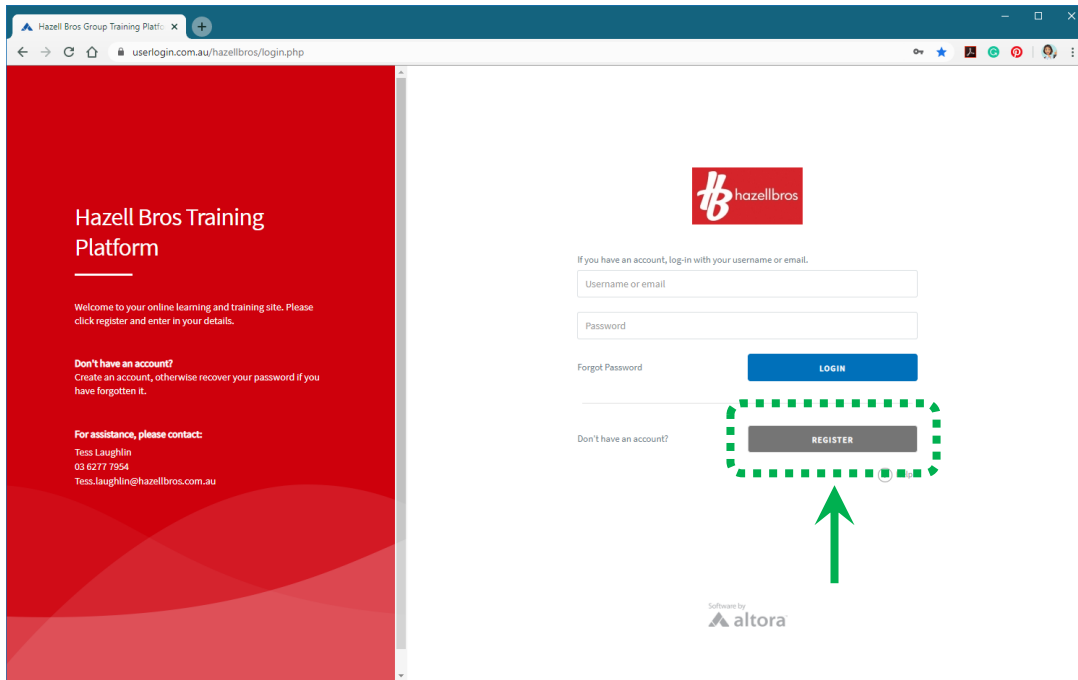 Hazell Bros Group Training Platfo
userlogin.com.au/hazellbros/login.php
Hazell Bros Training
Platform
Welcome to your online learning and training site. Please
click register and enter in your details.
Don't have an account?
Create an account, otherwise recover your password if you
have forgotten it.
For assistance, please contact:
Tess Laughlin
03 6277 7954
Tess.laughlin@hazellbros.com.au
HB hazellbros
If you have an account, log-in with your username or email.
Username or email
Password
Forgot Password
LOGIN
Don't have an account?
REGISTER
Software by
altora